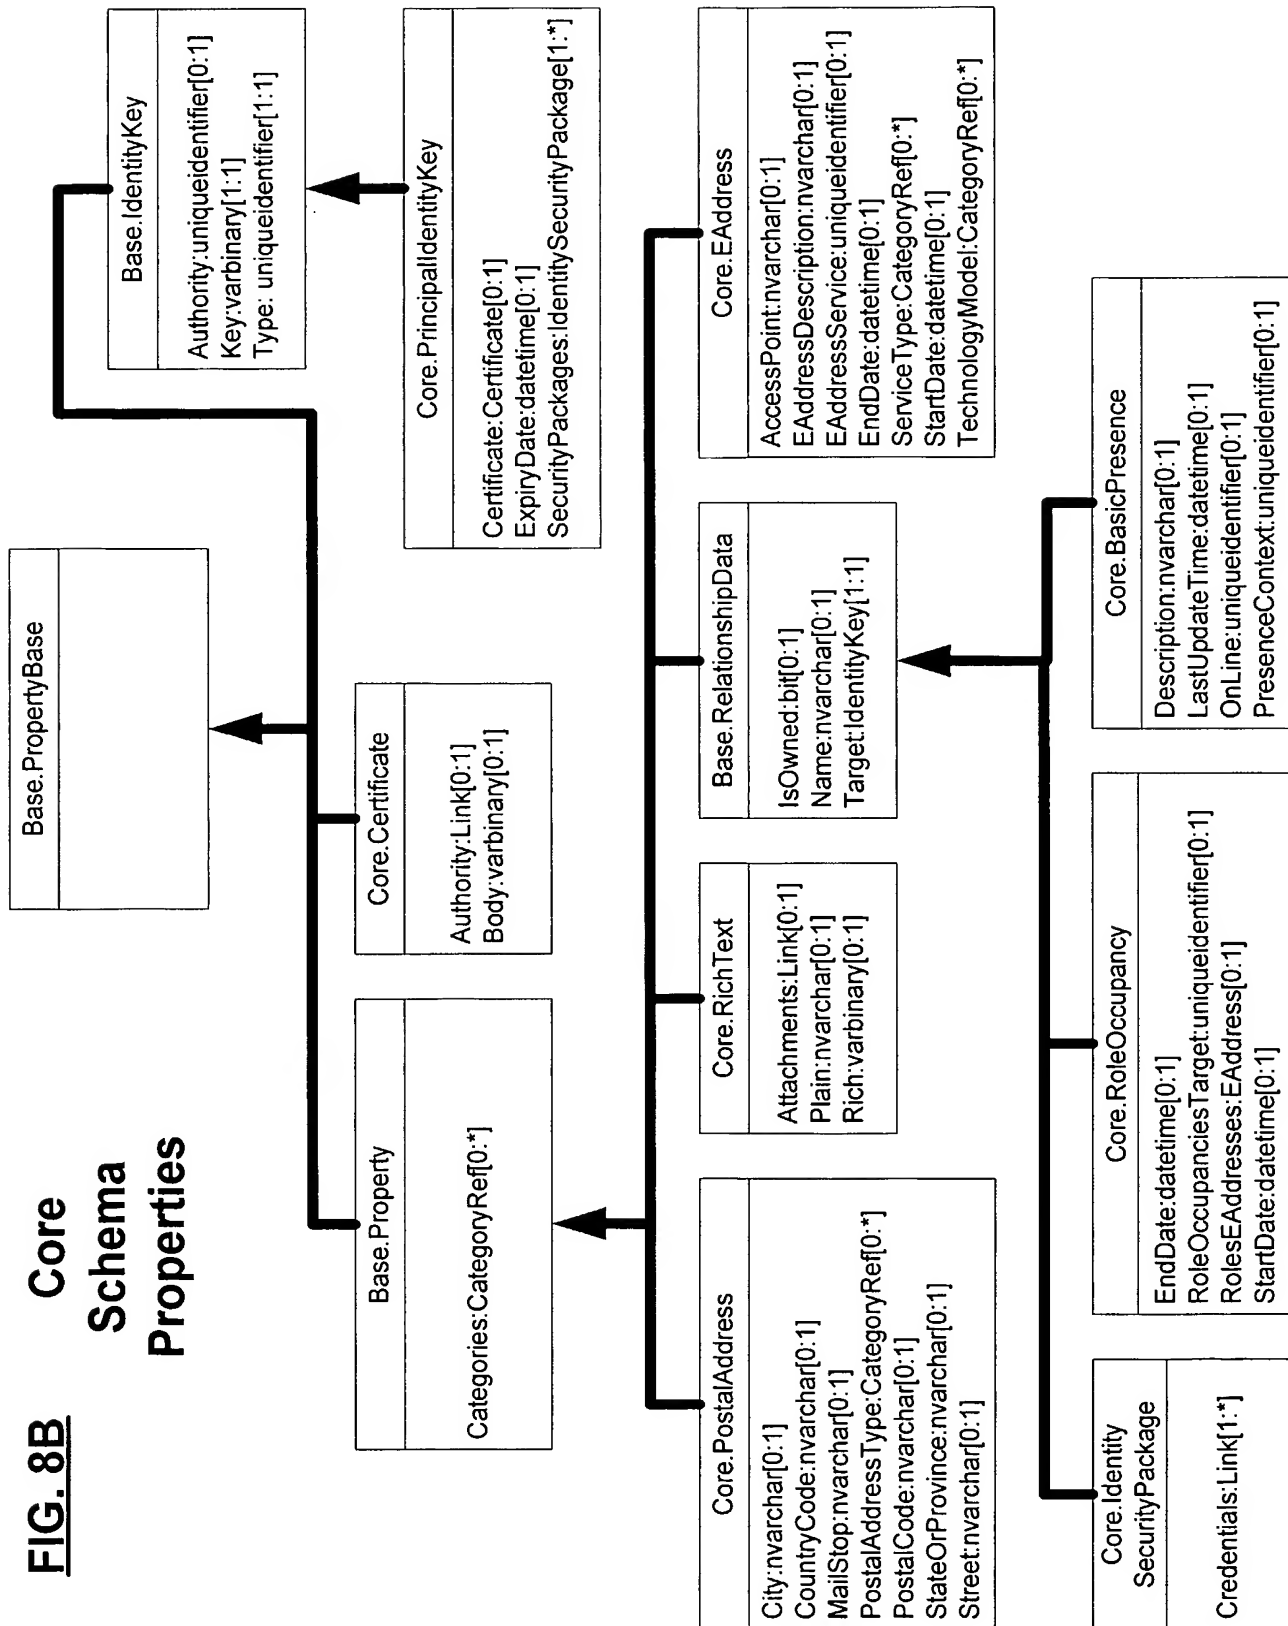 FIG. 8B
Core
Schema
Properties
Base.PropertyBase
Base.Property
Categories:CategoryRef[0:*]
Core.Certificate
Authority:Link[0:1]
Body:varbinary[0:1]
Base.IdentityKey
Authority:uniqueidentifier[0:1]
Key:varbinary[1:1]
Type: uniqueidentifier[1:1]
Core.PrincipalIdentityKey
Certificate:Certificate[0:1]
ExpiryDate:datetime[0:1]
SecurityPackages:IdentitySecurityPackage[1:*]
Core.PostalAddress
City:nvarchar[0:1]
CountryCode:nvarchar[0:1]
MailStop:nvarchar[0:1]
PostalAddressType:CategoryRef[0:*]
PostalCode:nvarchar[0:1]
StateOrProvince:nvarchar[0:1]
Street:nvarchar[0:1]
Core.RichText
Attachments:Link[0:1]
Plain:nvarchar[0:1]
Rich:varbinary[0:1]
Base.RelationshipData
IsOwned:bit[0:1]
Name:nvarchar[0:1]
Target:IdentityKey[1:1]
Core.EAddress
AccessPoint:nvarchar[0:1]
EAddressDescription:nvarchar[0:1]
EAddressService:uniqueidentifier[0:1]
EndDate:datetime[0:1]
ServiceType:CategoryRef[0:*]
StartDate:datetime[0:1]
TechnologyModel:CategoryRef[0:*]
Core.Identity
SecurityPackage
Credentials:Link[1:*]
Core.RoleOccupancy
EndDate:datetime[0:1]
RoleOccupanciesTarget:uniqueidentifier[0:1]
RolesEAddresses:EAddress[0:1]
StartDate:datetime[0:1]
Core.BasicPresence
Description:nvarchar[0:1]
LastUpdateTime:datetime[0:1]
OnLine:uniqueidentifier[0:1]
PresenceContext:uniqueidentifier[0:1]